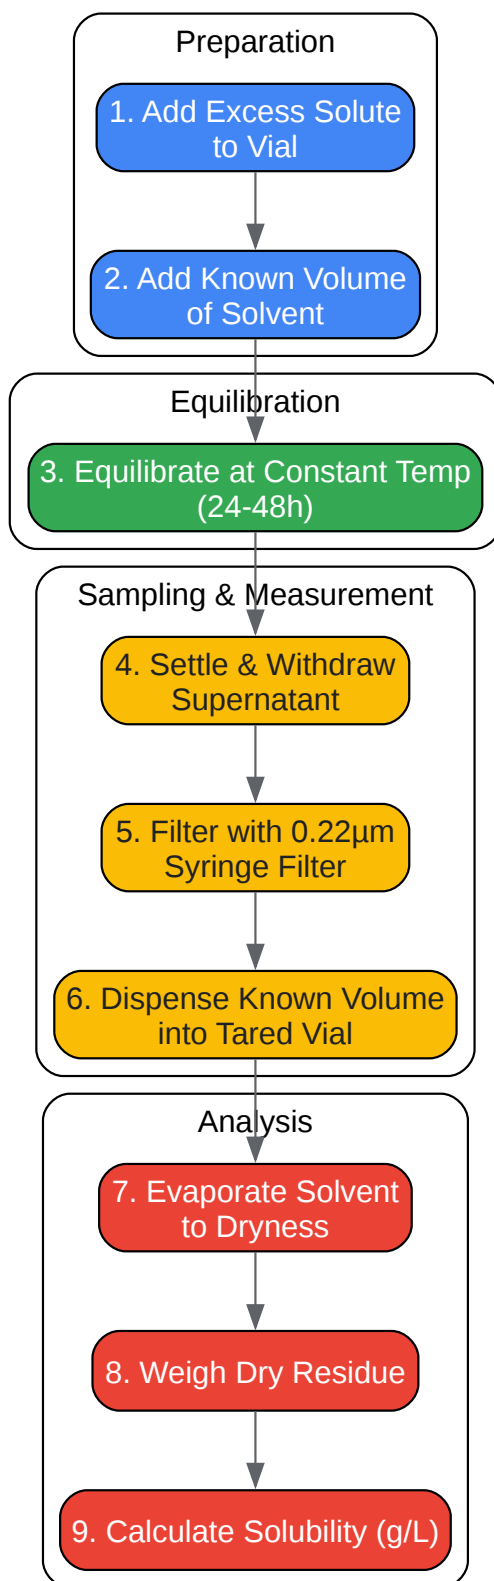 Preparation
1. Add Excess Solute
to Vial
2. Add Known Volume
of Solvent
Equilibration
3. Equilibrate at Constant Temp
(24-48h)
Sampling & Measurement
4. Settle & Withdraw
Supernatant
5. Filter with 0.22µm
Syringe Filter
6. Dispense Known Volume
into Tared Vial
Analysis
7. Evaporate Solvent
to Dryness
8. Weigh Dry Residue
9. Calculate Solubility (g/L)